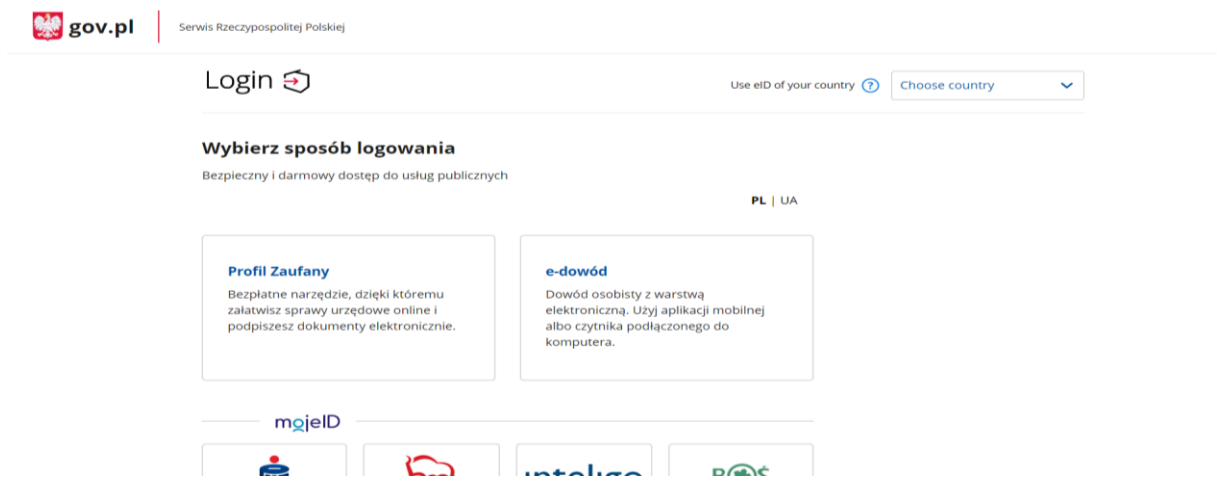 gov.pl
Serwis Rzeczypospolitej Polskiej
Login
Use eID of your country ?
Choose country
Wybierz sposób logowania
Bezpieczny i darmowy dostęp do usług publicznych
PL | UA
Profil Zaufany
Bezpłatne narzędzie, dzięki któremu
załatwisz sprawy urzędowe online i
podpiszesz dokumenty elektronicznie.
e-dowód
Dowód osobisty z warstwą
elektroniczną. Użyj aplikacji mobilnej
albo czytnika podłączonego do
komputera.
mojeID
inteligo
BOŚ